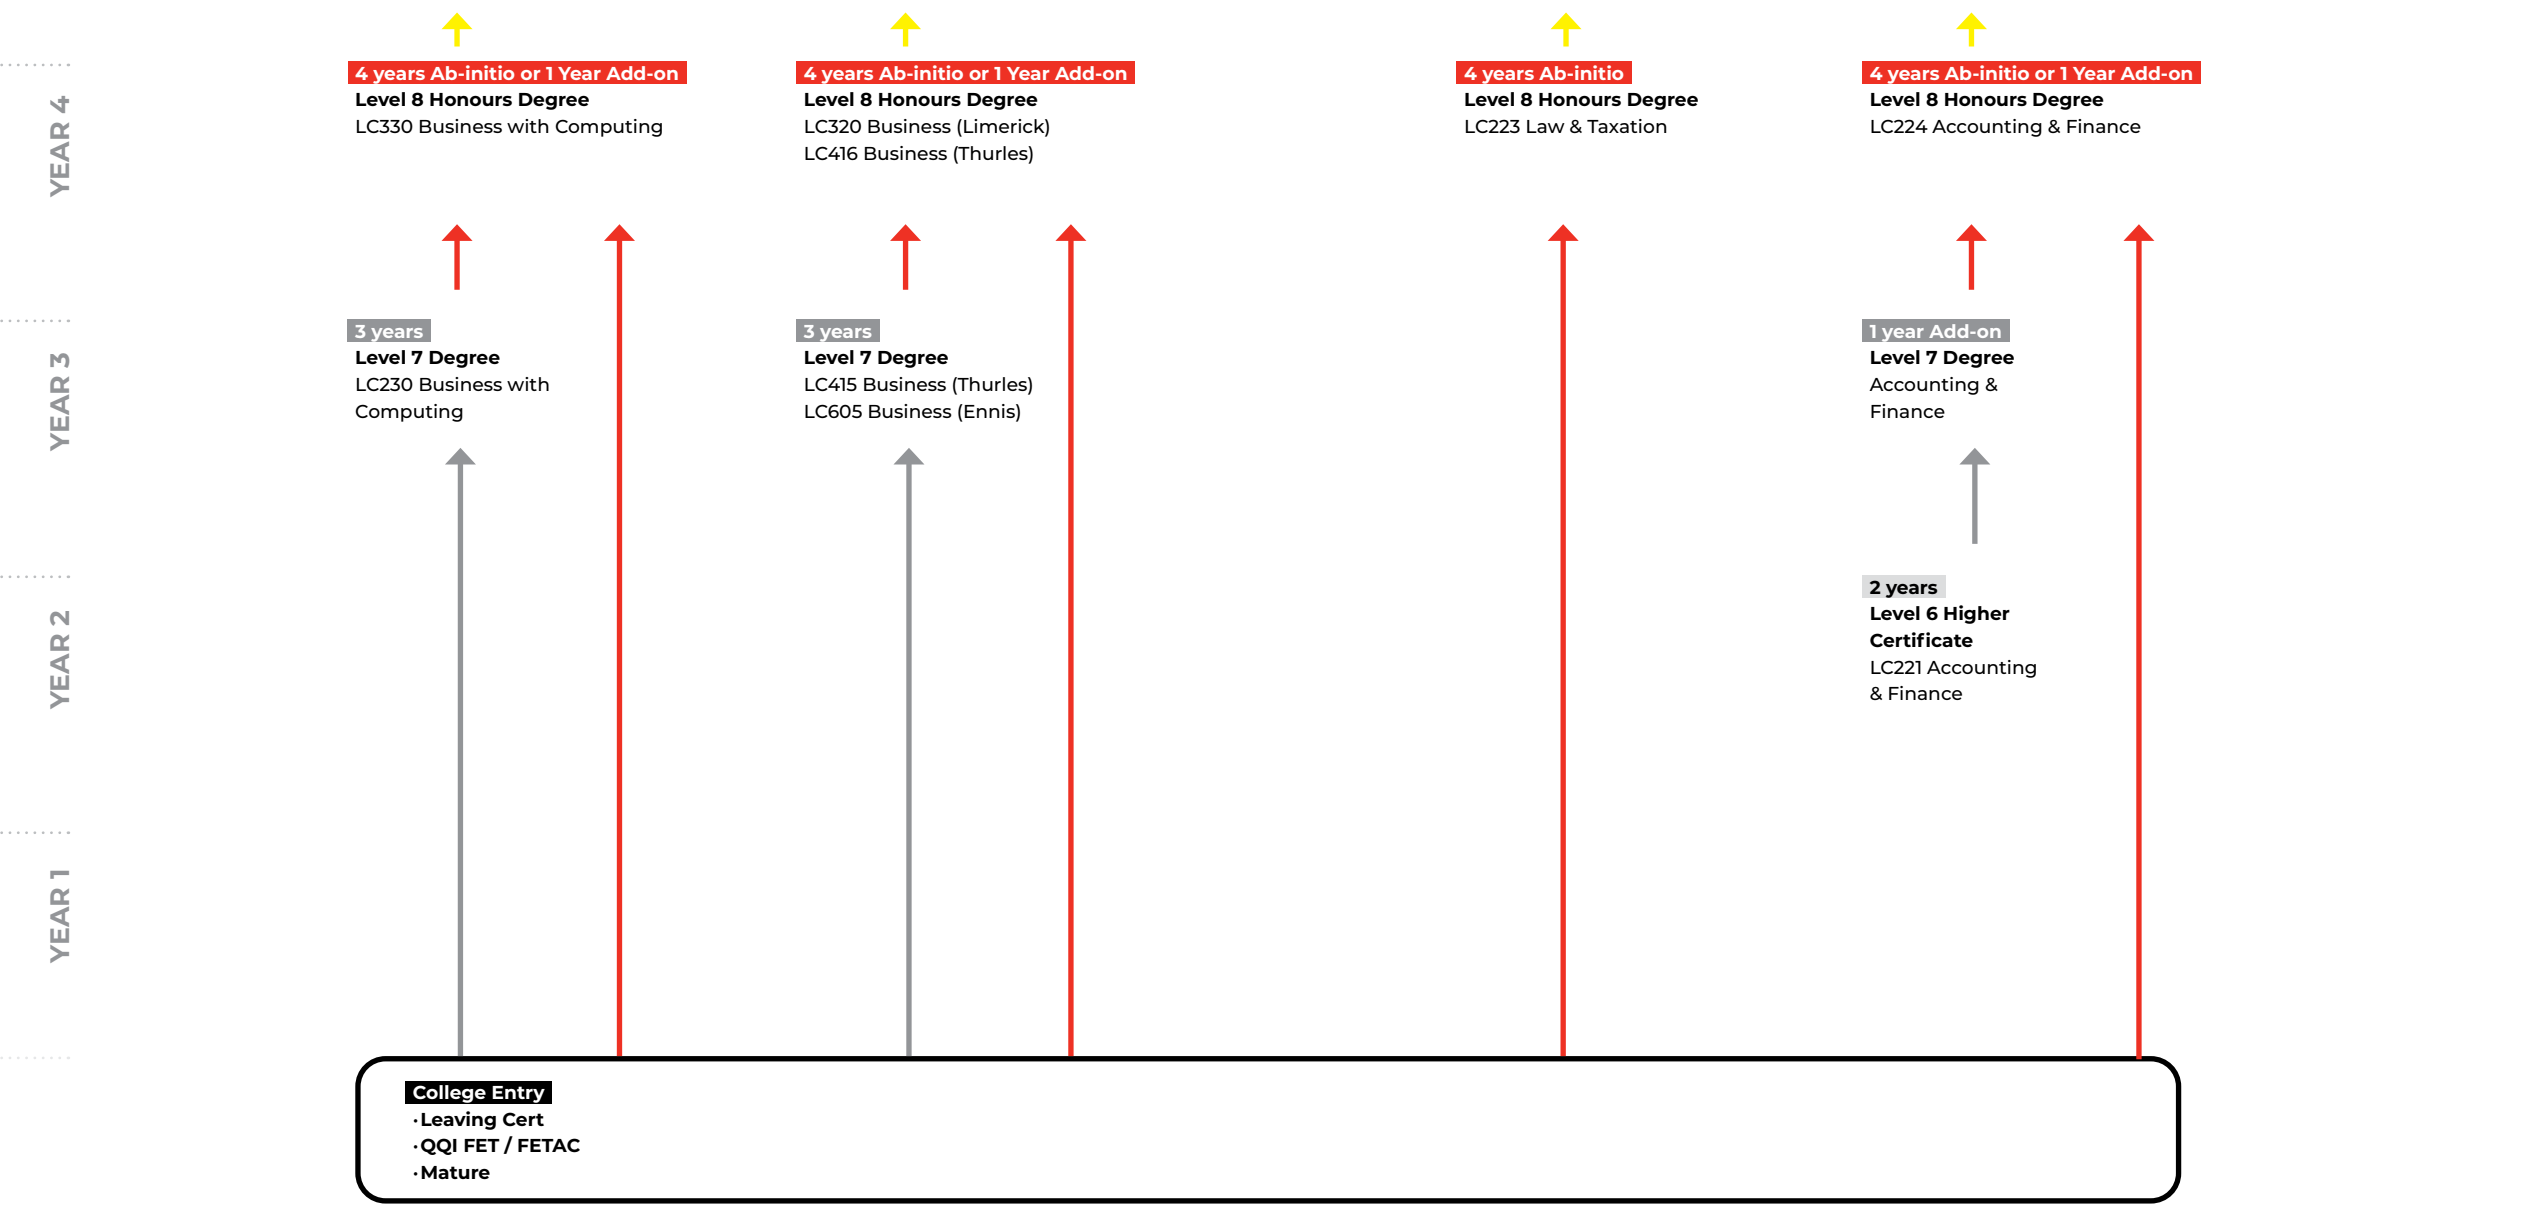 4 years Ab-initio or 1 Year Add-on
Level 8 Honours Degree
LC330 Business with Computing
4 years Ab-initio or 1 Year Add-on
Level 8 Honours Degree
LC320 Business (Limerick)
LC416 Business (Thurles)
4 years Ab-initio
Level 8 Honours Degree
LC223 Law & Taxation
4 years Ab-initio or 1 Year Add-on
Level 8 Honours Degree
LC224 Accounting & Finance
YEAR 4
3 years
Level 7 Degree
LC230 Business with
Computing
3 years
Level 7 Degree
LC415 Business (Thurles)
LC605 Business (Ennis)
1 year Add-on
Level 7 Degree
Accounting &
Finance
YEAR 3
2 years
Level 6 Higher
Certificate
LC221 Accounting
& Finance
YEAR 2
YEAR 1
College Entry
·Leaving Cert
·QQI FET / FETAC
·Mature